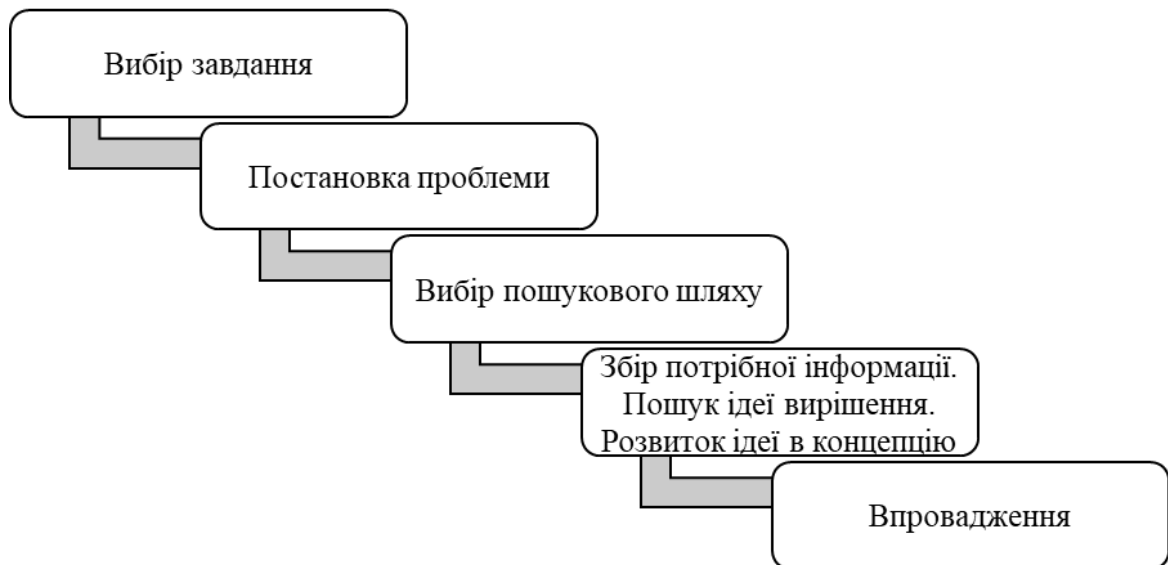 Вибір завдання
Постановка проблеми
Вибір пошукового шляху
Збір потрібної інформації.
Пошук ідеї вирішення.
Розвиток ідеї в концепцію
Впровадження